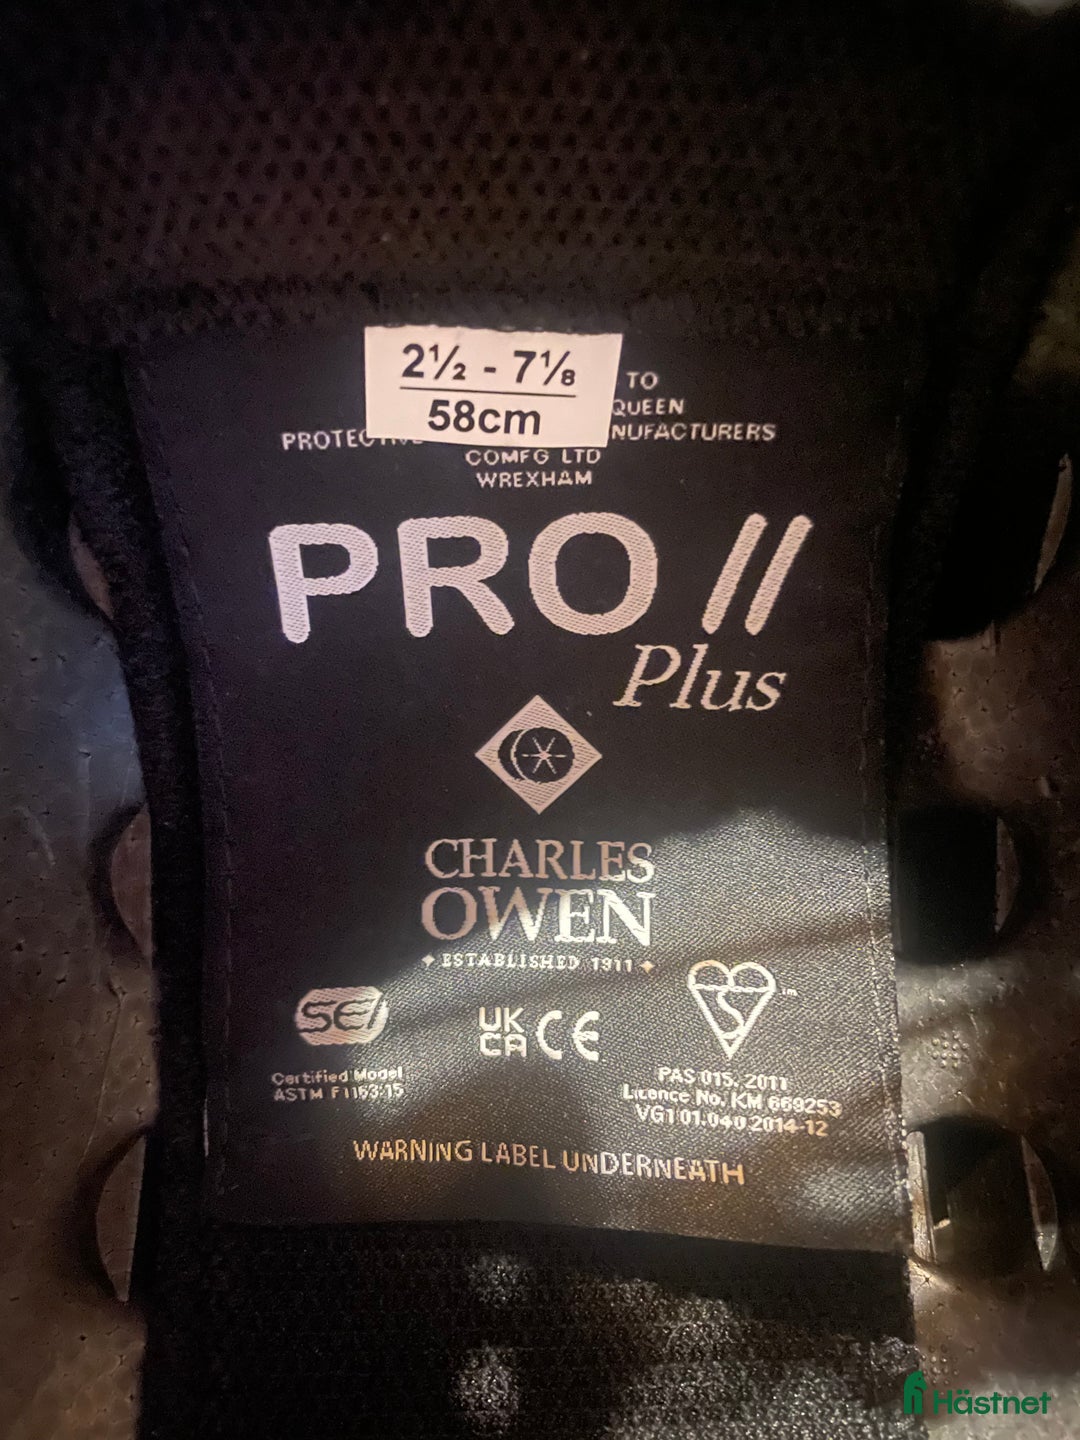 2½ - 7⅛
58cm
TO
QUEEN
NUFACTURERS
COMFG LTD
WREXHAM
PRO II
Plus
CHARLES
OWEN
ESTABLISHED 1911
SEI
UK
CA CE
Certified Model
ASTM F1163-15
S ™
PAS 015. 2011
Licence No. KM 669253
VG1 01.040 2014-12
WARNING LABEL UNDERNEATH
Hästnet